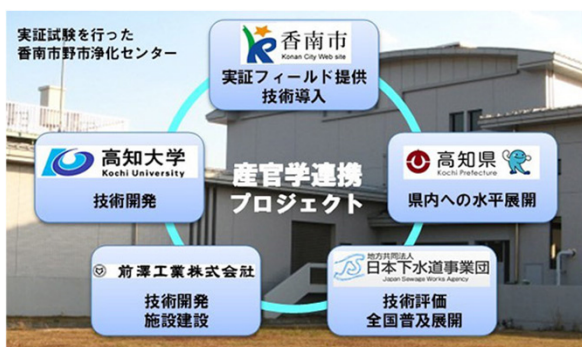 実証試験を行った
香南市野市浄化センター
香南市
Konan City Web site
実証フィールド提供
技術導入
高知大学
Kochi University
技術開発
高知県
Kochi Prefecture
県内への水平展開
産官学連携
プロジェクト
前澤工業株式会社
技術開発
施設建設
地方共同法人
日本下水道事業団
Japan Sewage Works Agency
技術評価
全国普及展開